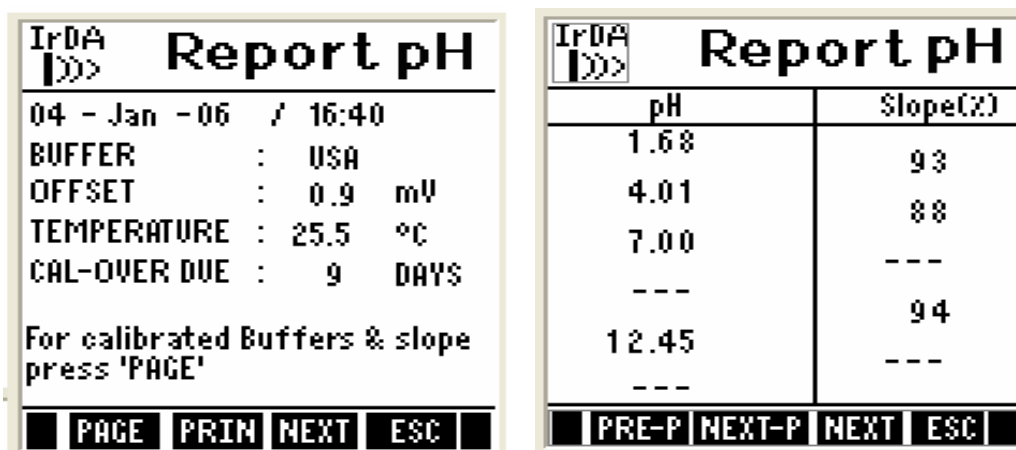 IrDA
Report pH
04 - Jan - 06 / 16:40
BUFFER : USA
OFFSET : 0.9 mV
TEMPERATURE : 25.5 °C
CAL-OVER DUE : 9 DAYS
For calibrated Buffers & slope
press 'PAGE'
PAGE PRIN NEXT ESC
IrDA
Report pH
pH Slope(%)
1.68
93
4.01
88
7.00
---
---
94
12.45
---
---
PRE-P NEXT-P NEXT ESC